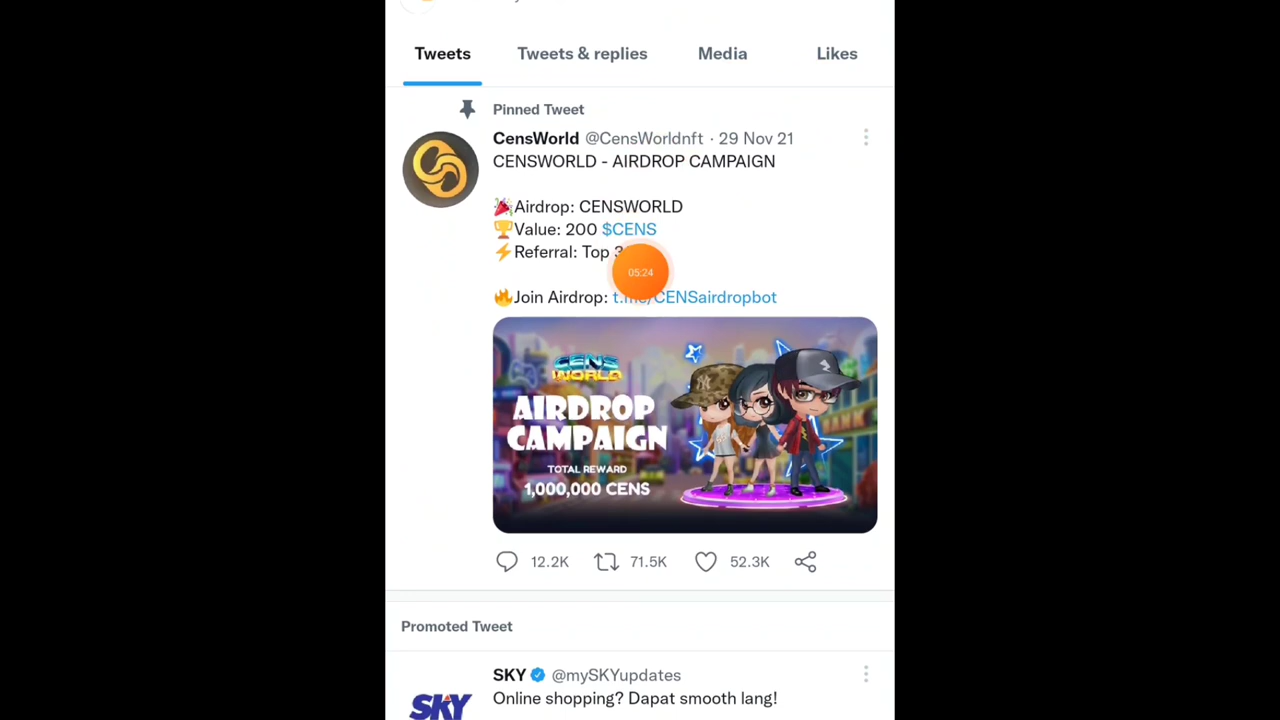 Tweets Tweets & replies Media Likes
Pinned Tweet
CensWorld @CensWorldnft · 29 Nov 21
CENSWORLD - AIRDROP CAMPAIGN
🎉Airdrop: CENSWORLD
🏆Value: 200 $CENS
⚡Referral: Top
05:24
🔥Join Airdrop: t.me/CENSairdropbot
CENS
WORLD
AIRDROP
CAMPAIGN
TOTAL REWARD
1,000,000 CENS
BANK
12.2K 71.5K 52.3K
Promoted Tweet
SKY @mySKYupdates
Online shopping? Dapat smooth lang!
SKY